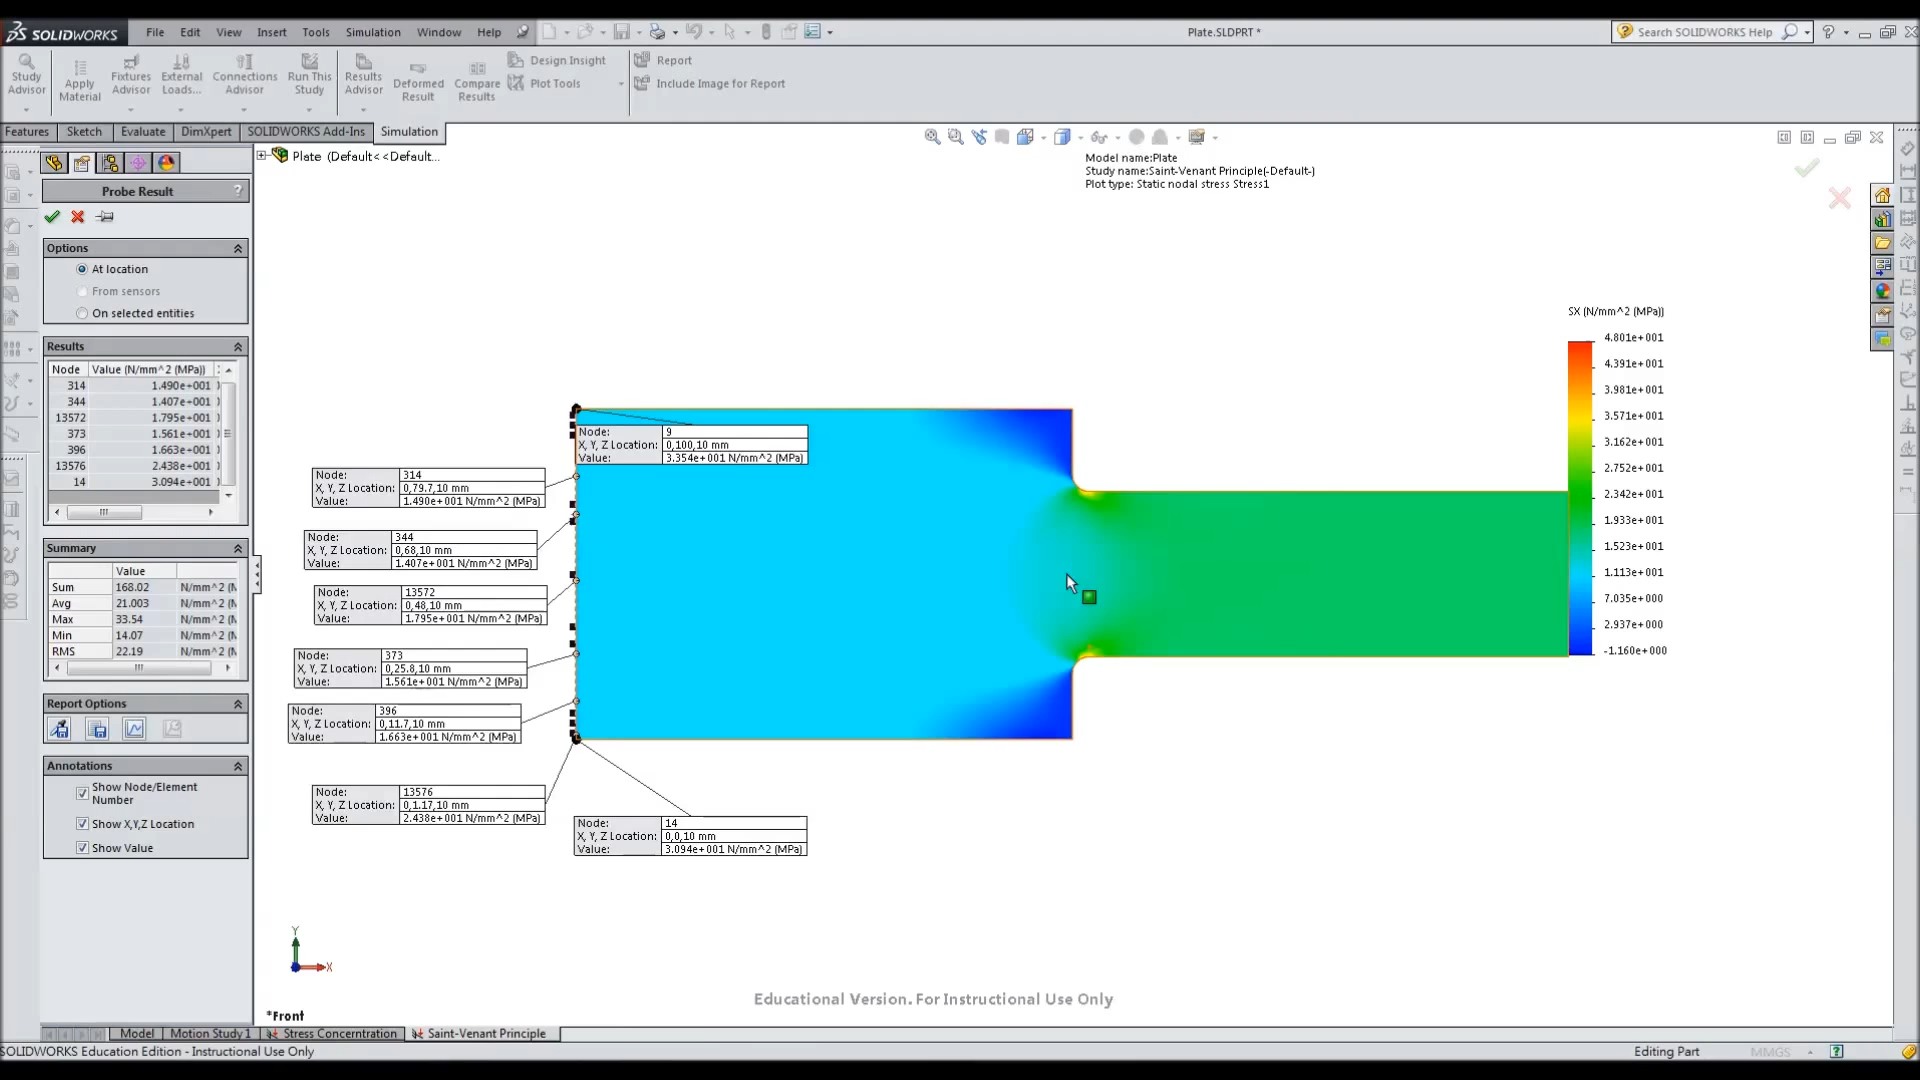 SOLIDWORKS
File Edit View Insert Tools Simulation Window Help
Plate.SLDPRT *
Search SOLIDWORKS Help
Study Advisor
Apply Material
Fixtures Advisor
External Loads...
Connections Advisor
Run This Study
Results Advisor
Deformed Result
Compare Results
Design Insight
Plot Tools
Report
Include Image for Report
Features Sketch Evaluate DimXpert SOLIDWORKS Add-Ins Simulation
Plate (Default<<Default...
Model name:Plate
Study name:Saint-Venant Principle(-Default-)
Plot type: Static nodal stress Stress1
Probe Result ?
Options
At location
From sensors
On selected entities
Results
Node Value (N/mm^2 (MPa))
314 1.490e+001
344 1.407e+001
13572 1.795e+001
373 1.561e+001
396 1.663e+001
13576 2.438e+001
14 3.094e+001
Summary
Value
Sum 168.02 N/mm^2 (N
Avg 21.003 N/mm^2 (N
Max 33.54 N/mm^2 (N
Min 14.07 N/mm^2 (N
RMS 22.19 N/mm^2 (N
Report Options
Annotations
Show Node/Element Number
Show X,Y,Z Location
Show Value
Node: 9
X, Y, Z Location: 0,100,10 mm
Value: 3.354e+001 N/mm^2 (MPa)
Node: 314
X, Y, Z Location: 0,79.7,10 mm
Value: 1.490e+001 N/mm^2 (MPa)
Node: 344
X, Y, Z Location: 0,68,10 mm
Value: 1.407e+001 N/mm^2 (MPa)
Node: 13572
X, Y, Z Location: 0,48,10 mm
Value: 1.795e+001 N/mm^2 (MPa)
Node: 373
X, Y, Z Location: 0,25.8,10 mm
Value: 1.561e+001 N/mm^2 (MPa)
Node: 396
X, Y, Z Location: 0,11.7,10 mm
Value: 1.663e+001 N/mm^2 (MPa)
Node: 13576
X, Y, Z Location: 0,1.17,10 mm
Value: 2.438e+001 N/mm^2 (MPa)
Node: 14
X, Y, Z Location: 0,0,10 mm
Value: 3.094e+001 N/mm^2 (MPa)
SX (N/mm^2 (MPa))
4.801e+001
4.391e+001
3.981e+001
3.571e+001
3.162e+001
2.752e+001
2.342e+001
1.933e+001
1.523e+001
1.113e+001
7.035e+000
2.937e+000
-1.160e+000
Y
X
Educational Version. For Instructional Use Only
*Front
Model Motion Study 1 Stress Concerntration Saint-Venant Principle
SOLIDWORKS Education Edition - Instructional Use Only
Editing Part
MMGS